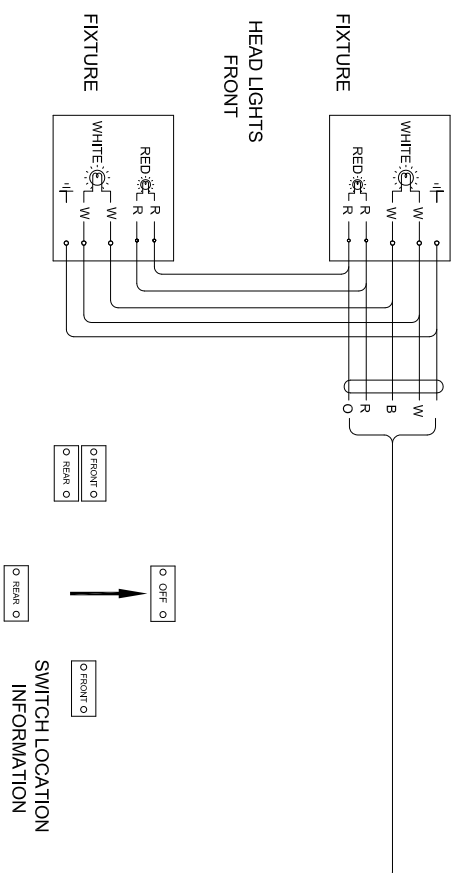 FIXTURE
HEAD LIGHTS
FRONT
FIXTURE
WHITE
W
W
RED
R
R
WHITE
W
W
RED
R
R
W
B
R
O
FRONT
REAR
OFF
REAR
FRONT
SWITCH LOCATION
INFORMATION